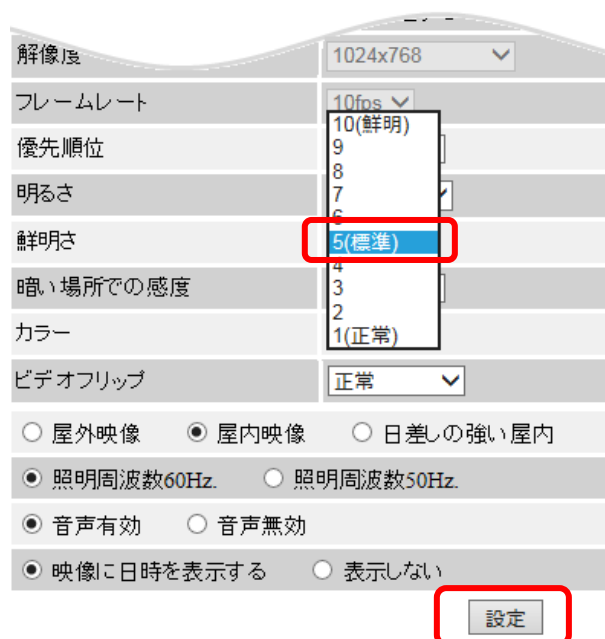 解像度 1024x768
フレームレート 10fps
10(鮮明)
優先順位 9
8
明るさ 7
6
鮮明さ 5(標準)
4
暗い場所での感度 3
2
カラー 1(正常)
ビデオフリップ 正常
屋外映像 屋内映像 日差しの強い屋内
照明周波数60Hz. 照明周波数50Hz.
音声有効 音声無効
映像に日時を表示する 表示しない
設定